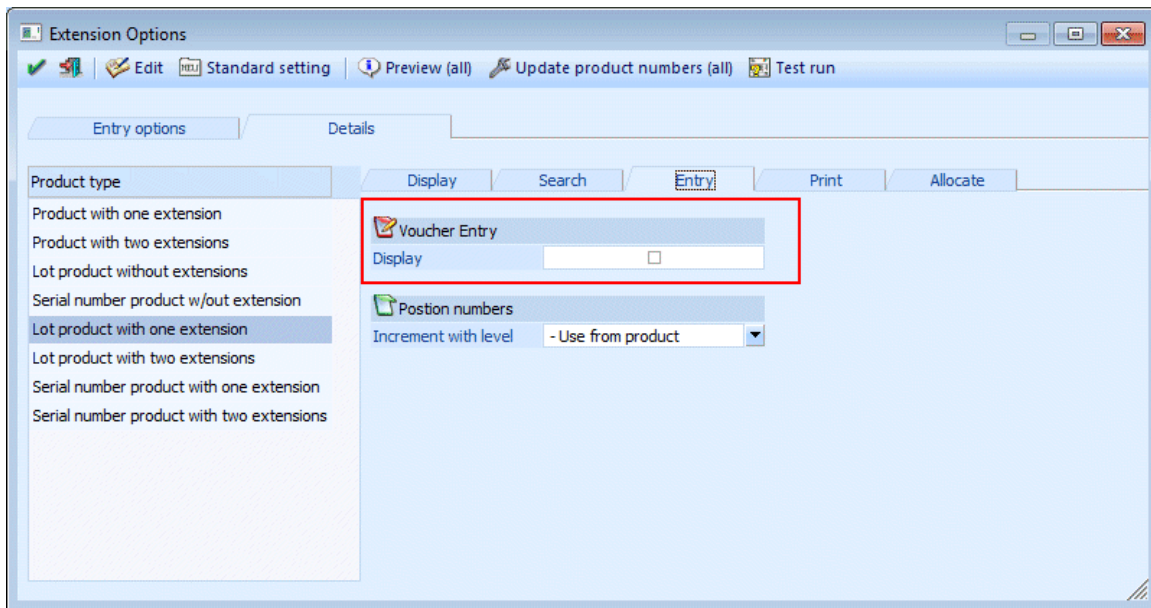 Extension Options
Edit Standard setting Preview (all) Update product numbers (all) Test run
Entry options Details
Product type
Display Search Entry Print Allocate
Product with one extension
Product with two extensions
Lot product without extensions
Serial number product w/out extension
Lot product with one extension
Lot product with two extensions
Serial number product with one extension
Serial number product with two extensions
Voucher Entry
Display
Postion numbers
Increment with level - Use from product